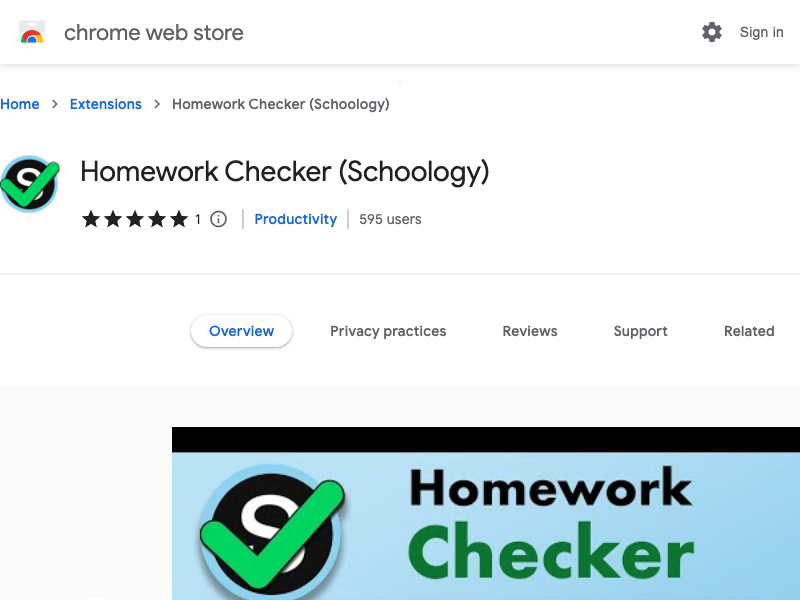 chrome web store
Sign in
Home > Extensions > Homework Checker (Schoology)
Homework Checker (Schoology)
1 Productivity 595 users
Overview Privacy practices Reviews Support Related
S
Homework
Checker